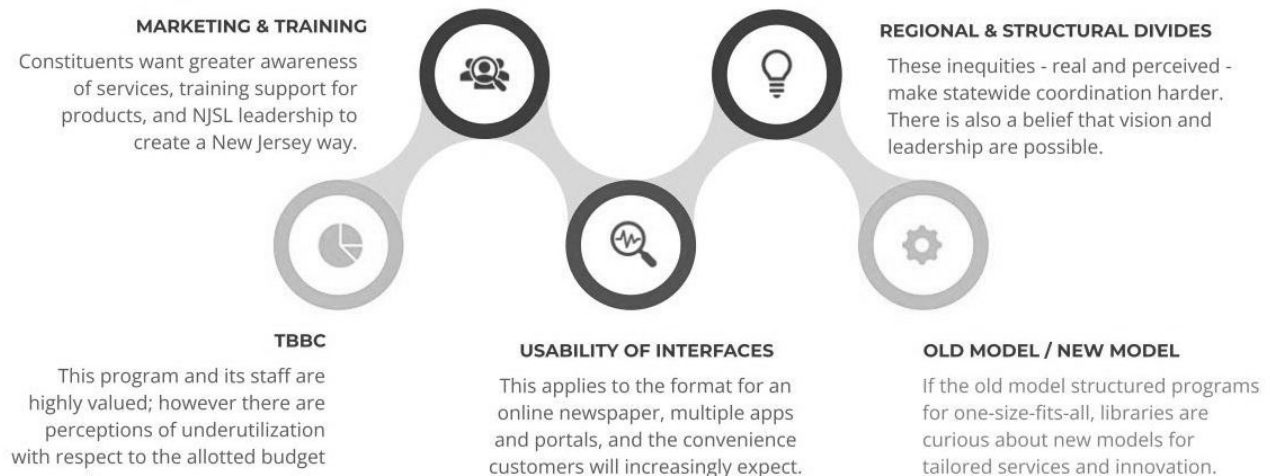 MARKETING & TRAINING
Constituents want greater awareness
of services, training support for
products, and NJSL leadership to
create a New Jersey way.
REGIONAL & STRUCTURAL DIVIDES
These inequities - real and perceived -
make statewide coordination harder.
There is also a belief that vision and
leadership are possible.
TBBC
This program and its staff are
highly valued; however there are
perceptions of underutilization
with respect to the allotted budget
USABILITY OF INTERFACES
This applies to the format for an
online newspaper, multiple apps
and portals, and the convenience
customers will increasingly expect.
OLD MODEL / NEW MODEL
If the old model structured programs
for one-size-fits-all, libraries are
curious about new models for
tailored services and innovation.